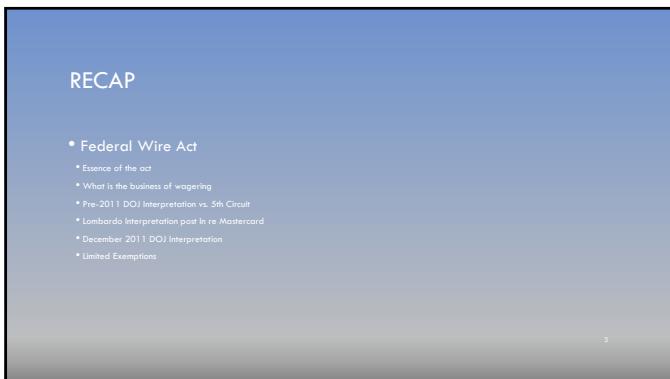 RECAP
• Federal Wire Act
• Essence of the act
• What is the business of wagering
• Pre-2011 DOJ Interpretation vs. 5th Circuit
• Lombardo Interpretation post In re Mastercard
• December 2011 DOJ Interpretation
• Limited Exemptions
3